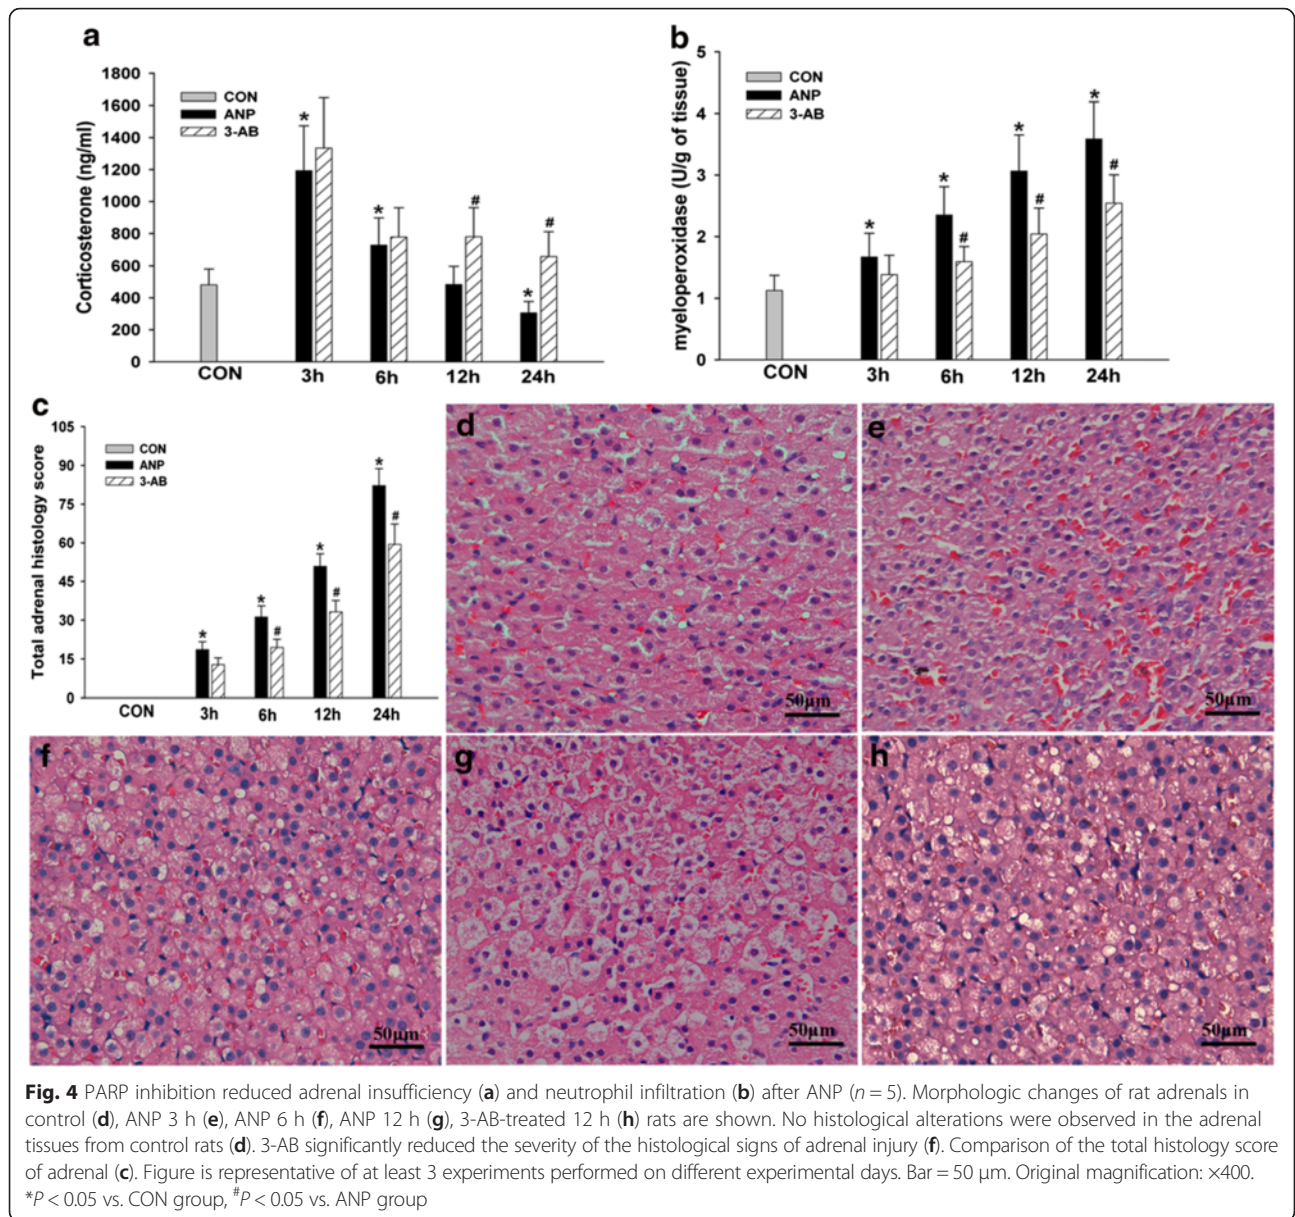 a
Corticosterone (ng/ml)
1800
1600
1400
1200
1000
800
600
400
200
0
CON
ANP
3-AB
*
*
#
*
#
CON
3h
6h
12h
24h
b
myeloperoxidase (U/g of tissue)
5
4
3
2
1
0
CON
ANP
3-AB
*
*
#
*
#
*
#
CON
3h
6h
12h
24h
c
Total adrenal histology score
105
90
75
60
45
30
15
0
CON
ANP
3-AB
*
*
#
*
#
*
#
CON
3h
6h
12h
24h
d
50μm
e
50μm
f
50μm
g
50μm
h
50μm
Fig. 4 PARP inhibition reduced adrenal insufficiency (a) and neutrophil infiltration (b) after ANP (n = 5). Morphologic changes of rat adrenals in
control (d), ANP 3 h (e), ANP 6 h (f), ANP 12 h (g), 3-AB-treated 12 h (h) rats are shown. No histological alterations were observed in the adrenal
tissues from control rats (d). 3-AB significantly reduced the severity of the histological signs of adrenal injury (f). Comparison of the total histology score
of adrenal (c). Figure is representative of at least 3 experiments performed on different experimental days. Bar = 50 μm. Original magnification: ×400.
*P < 0.05 vs. CON group, #P < 0.05 vs. ANP group